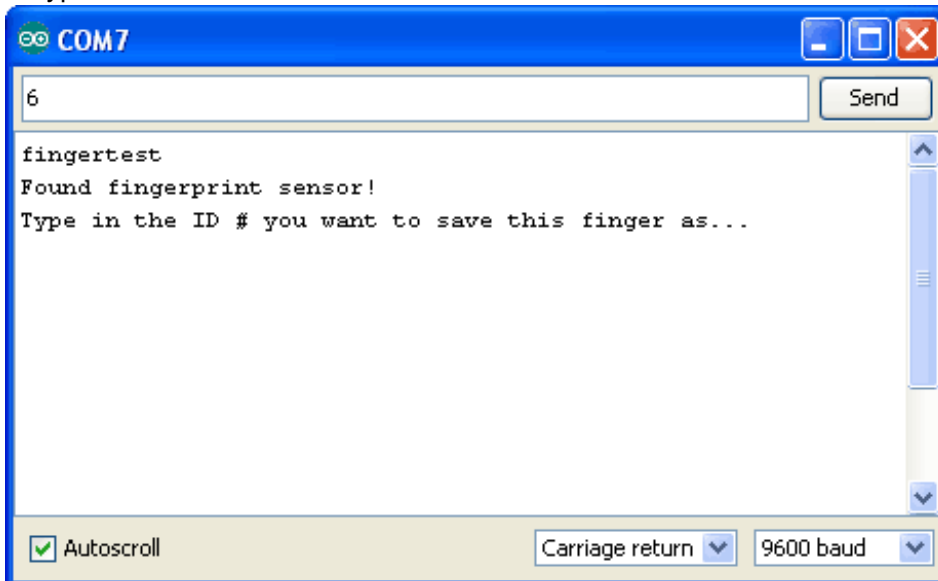 COM7
6
Send
fingertest
Found fingerprint sensor!
Type in the ID # you want to save this finger as...
Autoscroll
Carriage return
9600 baud